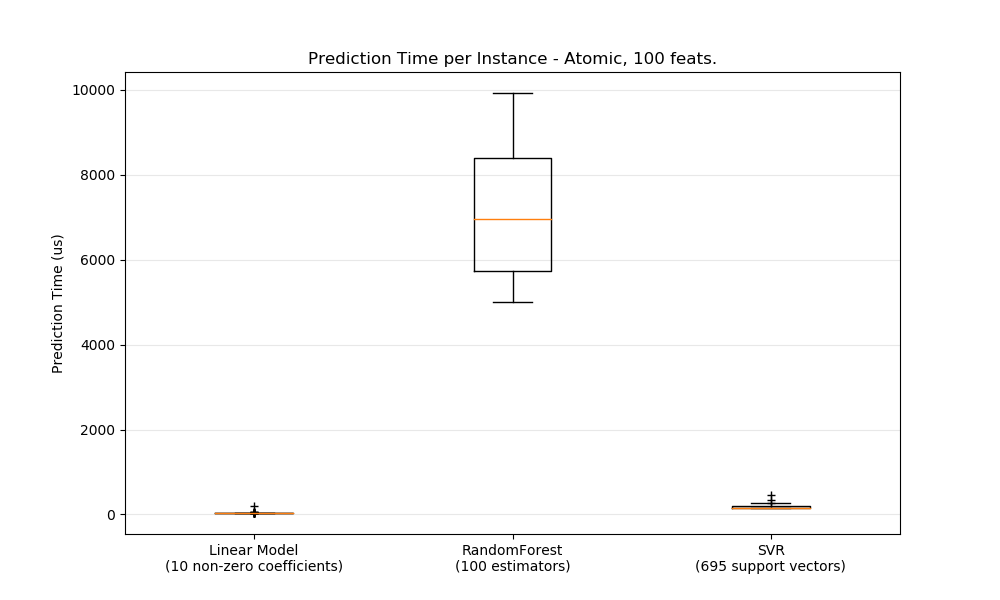 Prediction Time per Instance - Atomic, 100 feats.
Prediction Time (us)
10000
8000
6000
4000
2000
0
Linear Model
(10 non-zero coefficients)
RandomForest
(100 estimators)
SVR
(695 support vectors)